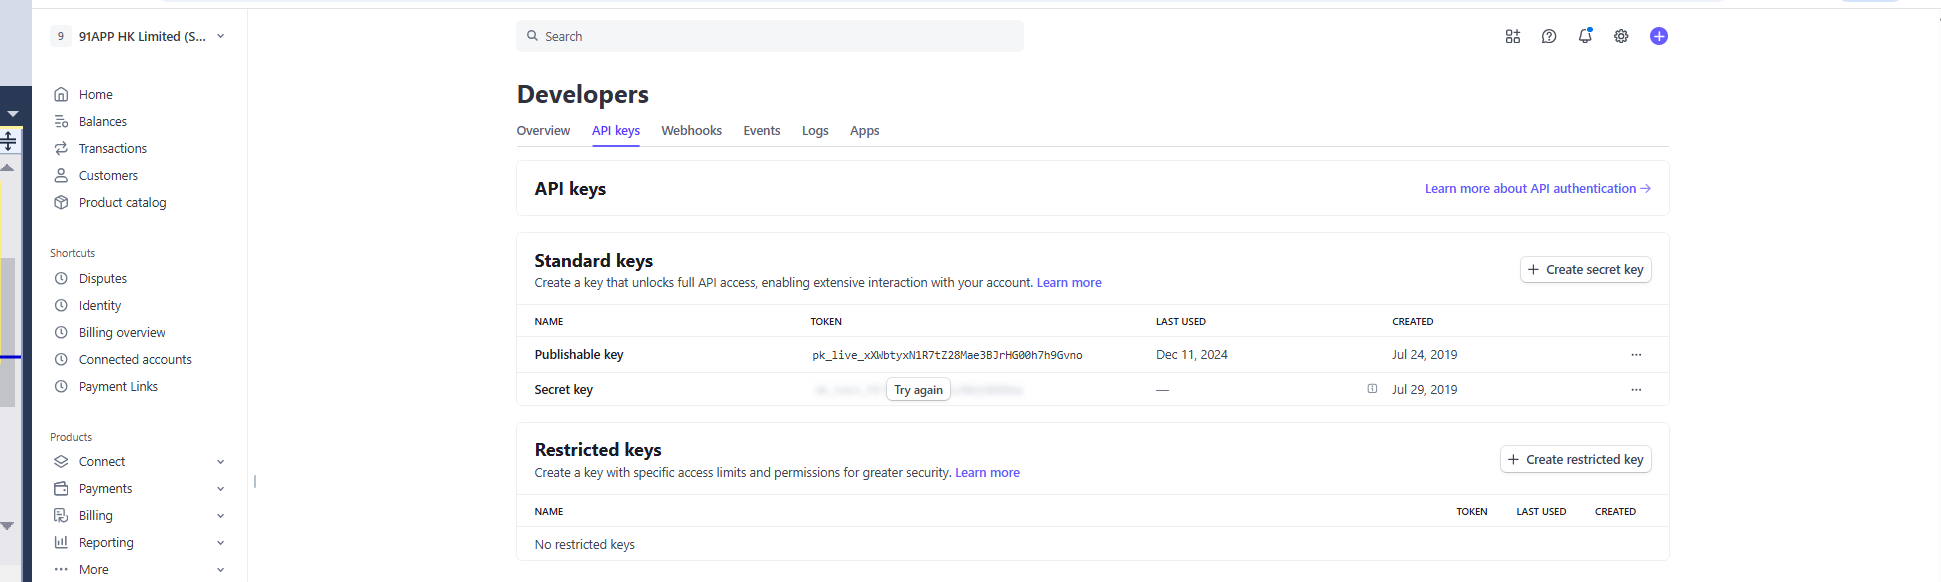 9 91APP HK Limited (S...
Search
Home
Balances
Transactions
Customers
Product catalog
Shortcuts
Disputes
Identity
Billing overview
Connected accounts
Payment Links
Products
Connect
Payments
Billing
Reporting
More
Developers
Overview API keys Webhooks Events Logs Apps
API keys
Learn more about API authentication →
Standard keys
Create a key that unlocks full API access, enabling extensive interaction with your account. Learn more
+ Create secret key
NAME TOKEN LAST USED CREATED
Publishable key pk_live_xXWbtyxN1R7tZ28Mae3BJrHG00h7h9Gvno Dec 11, 2024 Jul 24, 2019 ...
Secret key Try again — Jul 29, 2019 ...
Restricted keys
Create a key with specific access limits and permissions for greater security. Learn more
+ Create restricted key
NAME TOKEN LAST USED CREATED
No restricted keys